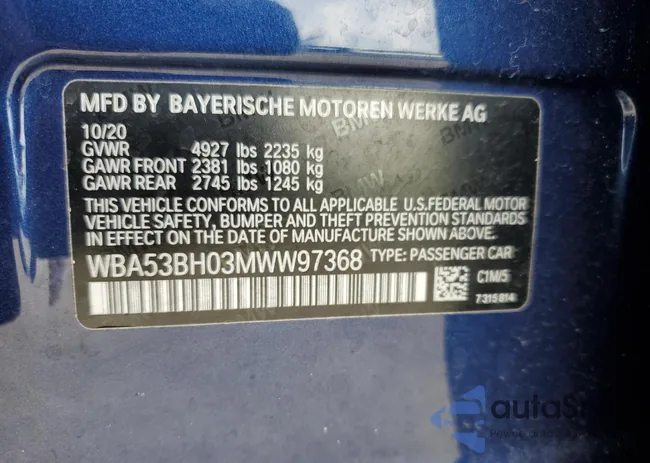 MFD BY BAYERISCHE MOTOREN WERKE AG
10/20
GVWR 4927 lbs 2235 kg
GAWR FRONT 2381 lbs 1080 kg
GAWR REAR 2745 lbs 1245 kg
THIS VEHICLE CONFORMS TO ALL APPLICABLE U.S.FEDERAL MOTOR
VEHICLE SAFETY, BUMPER AND THEFT PREVENTION STANDARDS
IN EFFECT ON THE DATE OF MANUFACTURE SHOWN ABOVE.
WBA53BH03MWW97368 TYPE: PASSENGER CAR
C1M/5
7315814